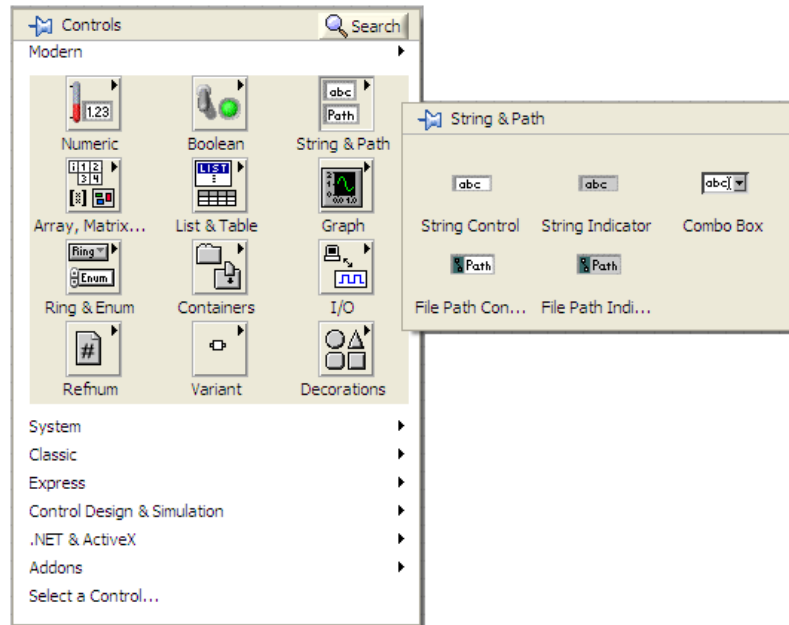 Controls
Search
Modern
1.23
abc
Path
Numeric
Boolean
String & Path
LIST
Array, Matrix...
List & Table
Graph
Ring
Enum
Ring & Enum
Containers
I/O
#
Refnum
Variant
Decorations
System
Classic
Express
Control Design & Simulation
.NET & ActiveX
Addons
Select a Control...
String & Path
abc
abc
abc
String Control
String Indicator
Combo Box
Path
Path
File Path Con...
File Path Indi...